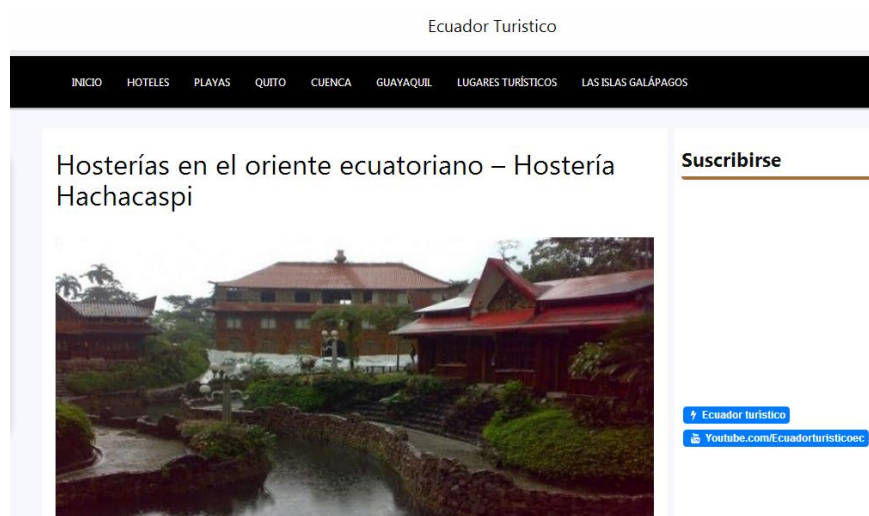 Ecuador Turistico
INICIO HOTELES PLAYAS QUITO CUENCA GUAYAQUIL LUGARES TURÍSTICOS LAS ISLAS GALÁPAGOS
Hosterías en el oriente ecuatoriano – Hostería
Hachacaspi
Suscribirse
Ecuador turístico
Youtube.com/Ecuadorturisticoec